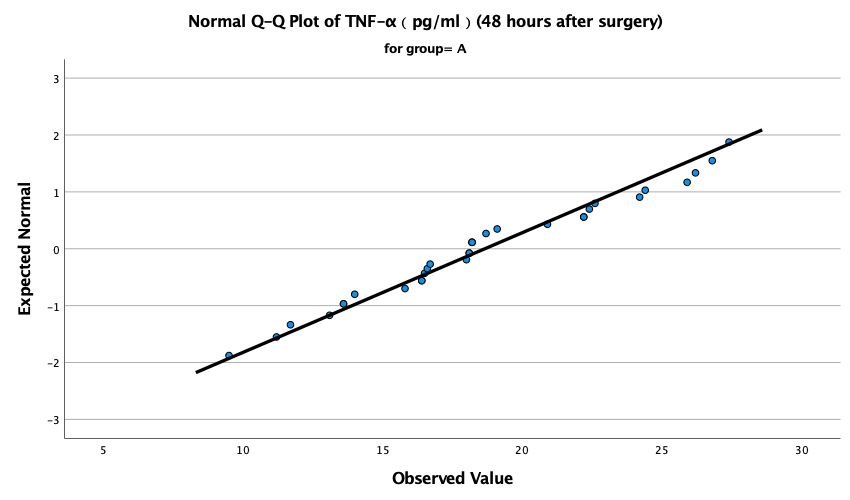 Normal Q-Q Plot of TNF-α ( pg/ml ) (48 hours after surgery)
for group= A
Expected Normal
3
2
1
0
-1
-2
-3
5 10 15 20 25 30
Observed Value